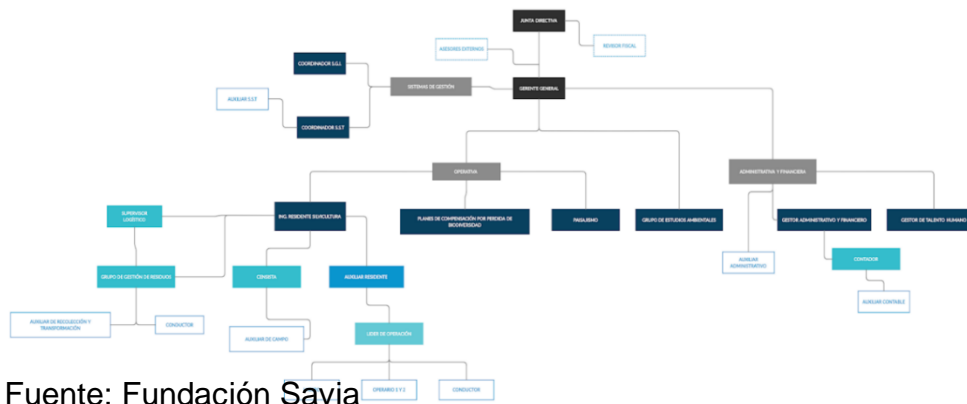 JUNTA DIRECTIVA
ASESORES EXTERNOS
REVISOR FISCAL
COORDINADOR S.G.I.
SISTEMAS DE GESTIÓN
GERENTE GENERAL
AUXILIAR S.S.T
COORDINADOR S.S.T
OPERATIVA
ADMINISTRATIVA Y FINANCIERA
SUPERVISOR
LOGÍSTICO
ING. RESIDENTE SILVICULTURA
PLANES DE COMPENSACIÓN POR PERDIDA DE
BIODIVERSIDAD
PAISAJISMO
GRUPO DE ESTUDIOS AMBIENTALES
GESTOR ADMINISTRATIVO Y FINANCIERO
GESTOR DE TALENTO HUMANO
AUXILIAR
ADMINISTRATIVO
CONTADOR
GRUPO DE GESTIÓN DE RESIDUOS
CENSISTA
AUXILIAR RESIDENTE
AUXILIAR CONTABLE
AUXILIAR DE RECOLECCIÓN Y
TRANSFORMACIÓN
CONDUCTOR
AUXILIAR DE CAMPO
LIDER DE OPERACIÓN
OPERARIO 1 Y 2
CONDUCTOR
Fuente: Fundación Savia